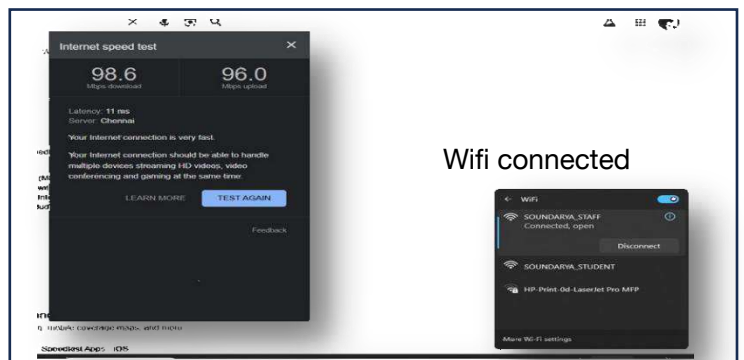 Internet speed test
98.6
Mbps download
96.0
Mbps upload
Latency: 11 ms
Server: Chennai
Your Internet connection is very fast.
Your Internet connection should be able to handle
multiple devices streaming HD videos, video
conferencing and gaming at the same time.
LEARN MORE
TEST AGAIN
Feedback
mobile coverage maps, and more
Speediest Apps iOS
Wifi connected
WiFi
SOUNDARYA_STAFF
Connected, open
Disconnect
SOUNDARYA_STUDENT
HP-Print-0d-LaserJet Pro MFP
More Wi-Fi settings